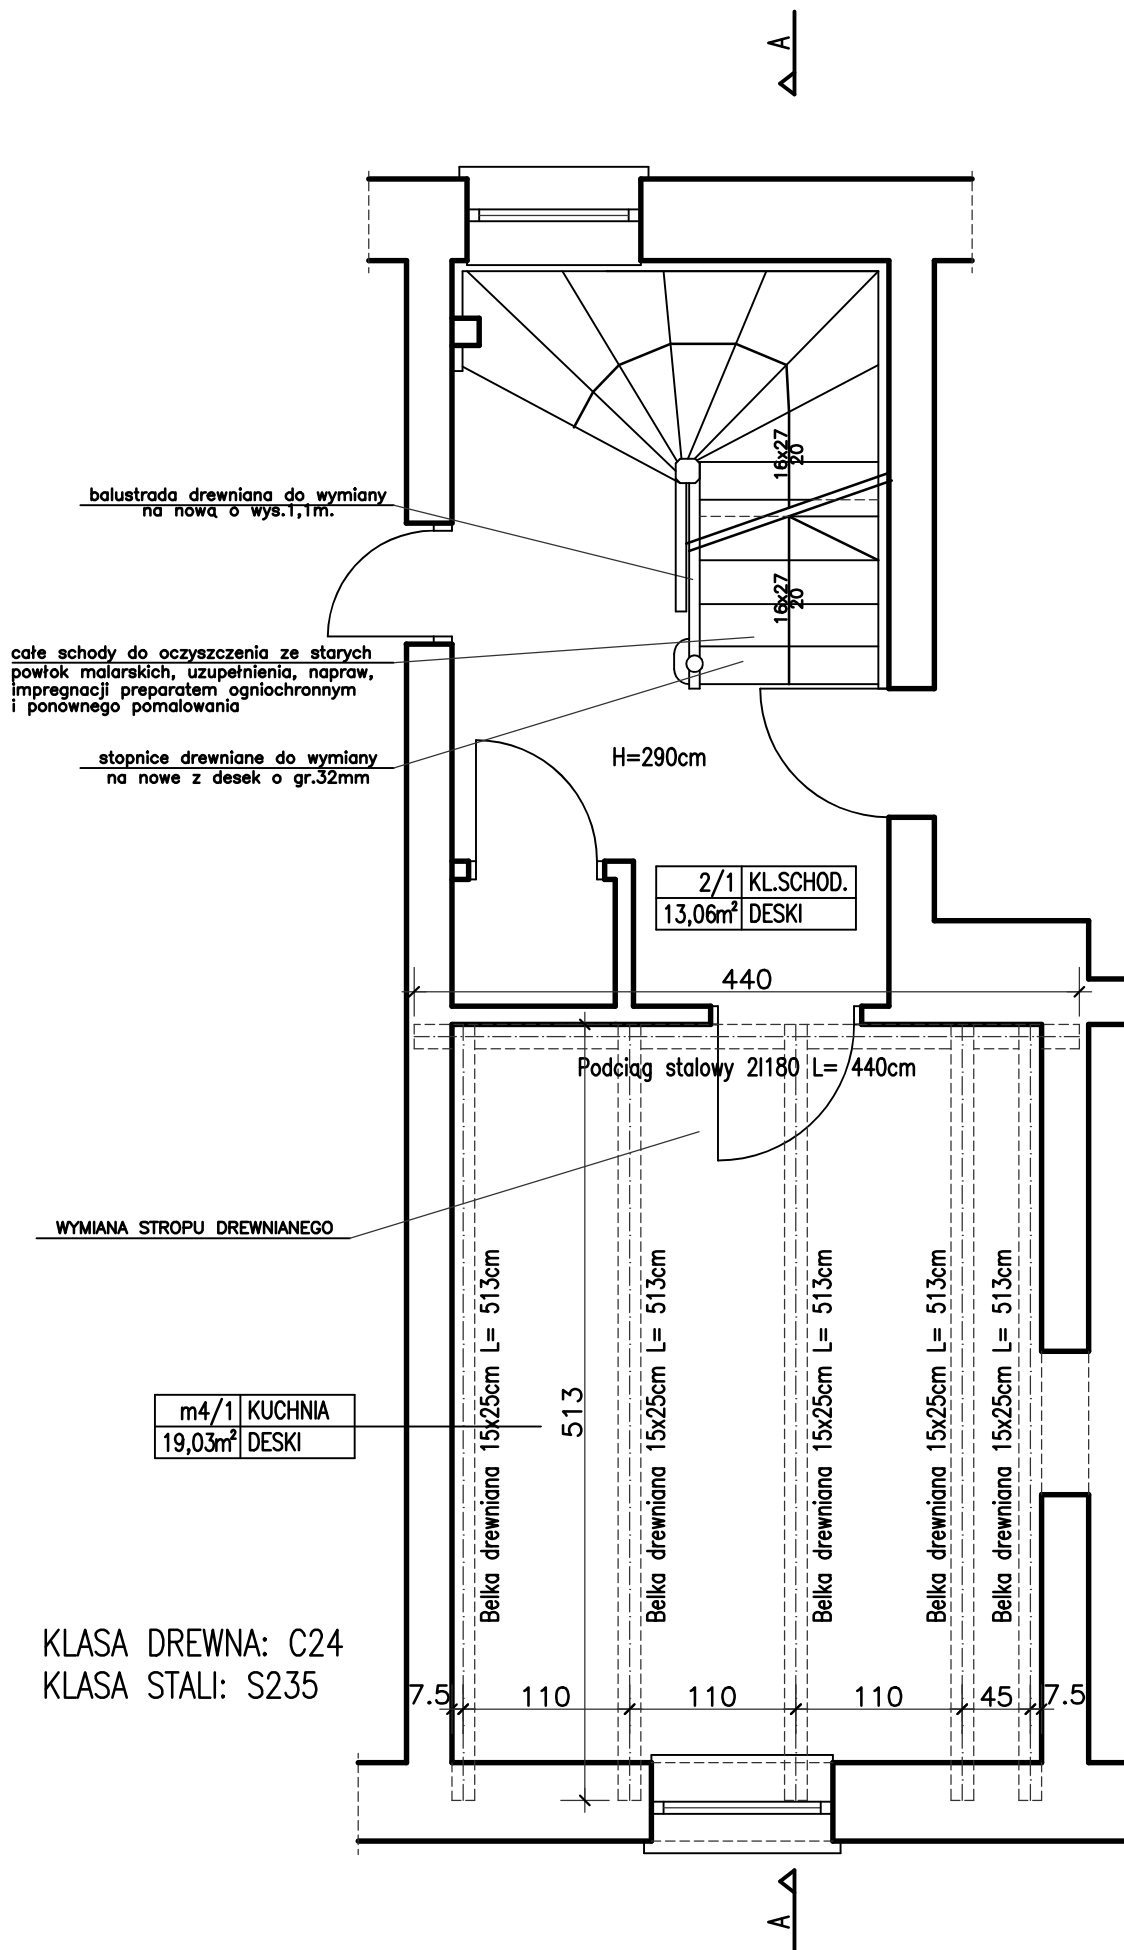 A
16x27
20
balustrada drewniana do wymiany
na nową o wys.1,1m.
16x27
20
całe schody do oczyszczenia ze starych
powłok malarskich, uzupełnienia, napraw,
impregnacji preparatem ogniochronnym
i ponownego pomalowania
stopnice drewniane do wymiany
na nowe z desek o gr.32mm
H=290cm
2/1 KL.SCHOD.
13,06m² DESKI
440
Podciąg stalowy 2I180 L= 440cm
WYMIANA STROPU DREWNIANEGO
Belka drewniana 15x25cm L= 513cm
Belka drewniana 15x25cm L= 513cm
Belka drewniana 15x25cm L= 513cm
Belka drewniana 15x25cm L= 513cm
Belka drewniana 15x25cm L= 513cm
513
m4/1 KUCHNIA
19,03m² DESKI
KLASA DREWNA: C24
KLASA STALI: S235
7.5 110 110 110 45 7.5
A